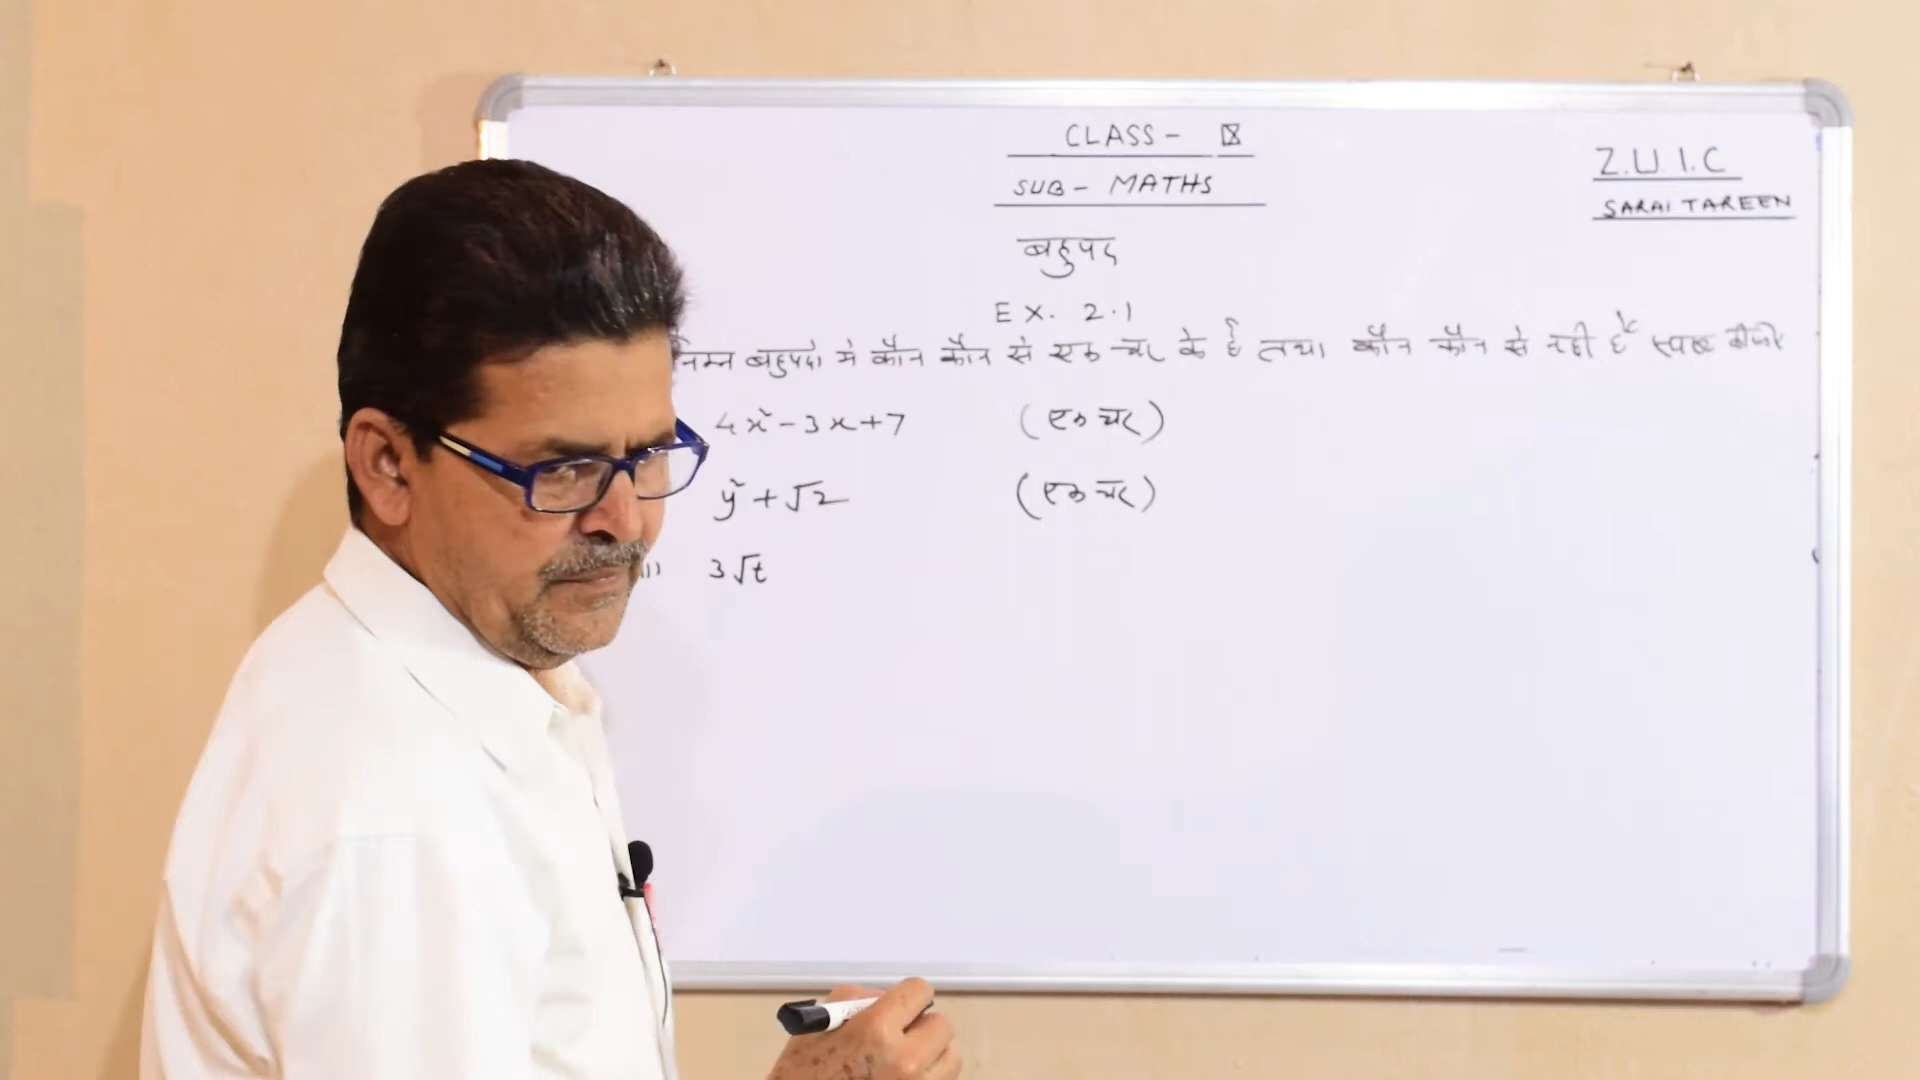 CLASS - IX
SUB - MATHS
Z.U.I.C
SARAI TAREEN
बहुपद
EX. 2.1
निम्न बहुपदो मे कौन कौन से एक चर के है तथा कौन कौन से नही है स्पष्ट कीजिये
4x² - 3x + 7 (एक चर)
y² + √2 (एक चर)
3√t